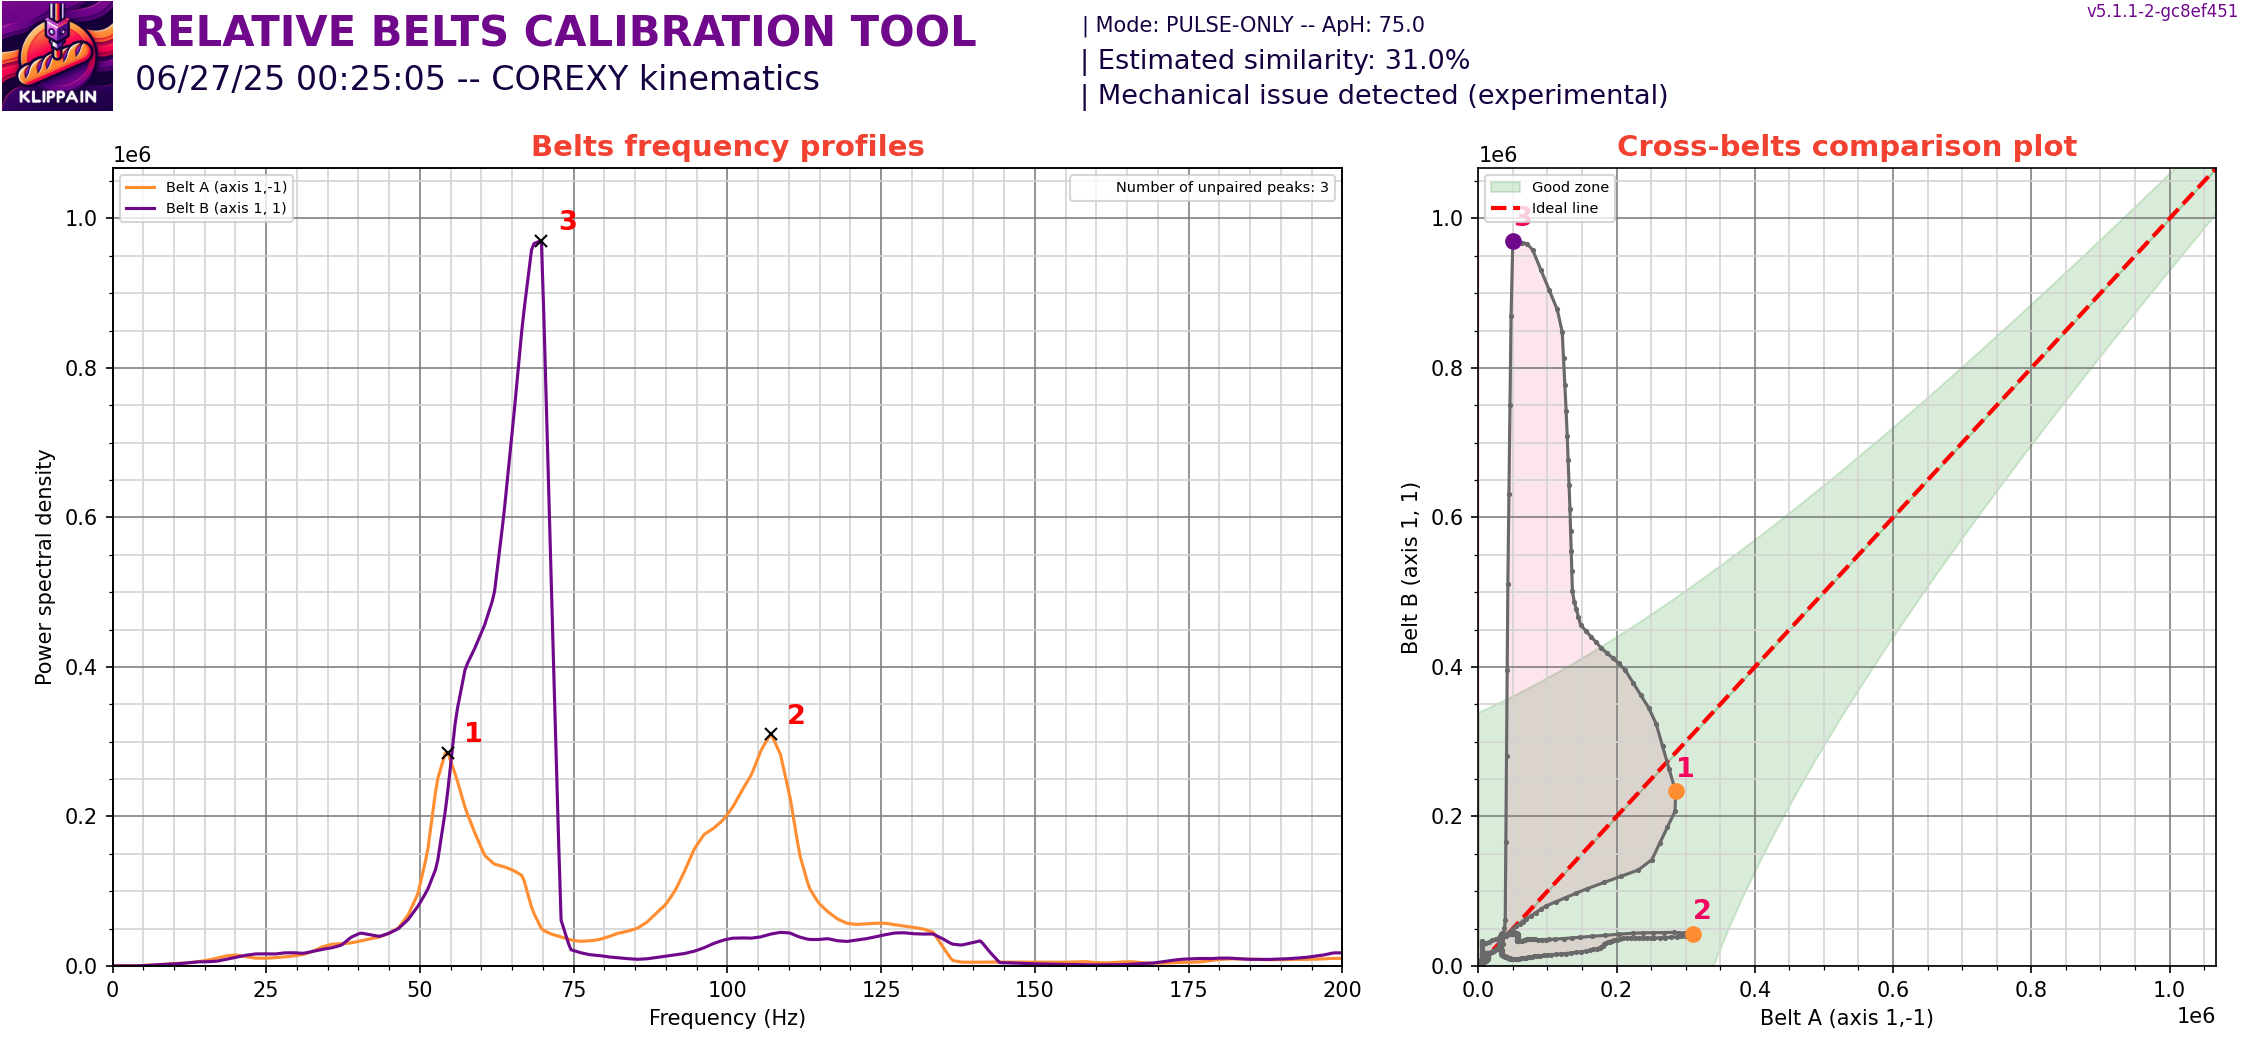 KLIPPAIN
RELATIVE BELTS CALIBRATION TOOL
06/27/25 00:25:05 -- COREXY kinematics
| Mode: PULSE-ONLY -- ApH: 75.0
| Estimated similarity: 31.0%
| Mechanical issue detected (experimental)
v5.1.1-2-gc8ef451
Belts frequency profiles
1e6
Belt A (axis 1,-1)
Belt B (axis 1, 1)
Number of unpaired peaks: 3
3
1
2
1.0
0.8
0.6
0.4
0.2
0.0
Power spectral density
0 25 50 75 100 125 150 175 200
Frequency (Hz)
Cross-belts comparison plot
1e6
Good zone
Ideal line
3
1
2
1.0
0.8
0.6
0.4
0.2
0.0
Belt B (axis 1, 1)
0.0 0.2 0.4 0.6 0.8 1.0
Belt A (axis 1,-1)
1e6